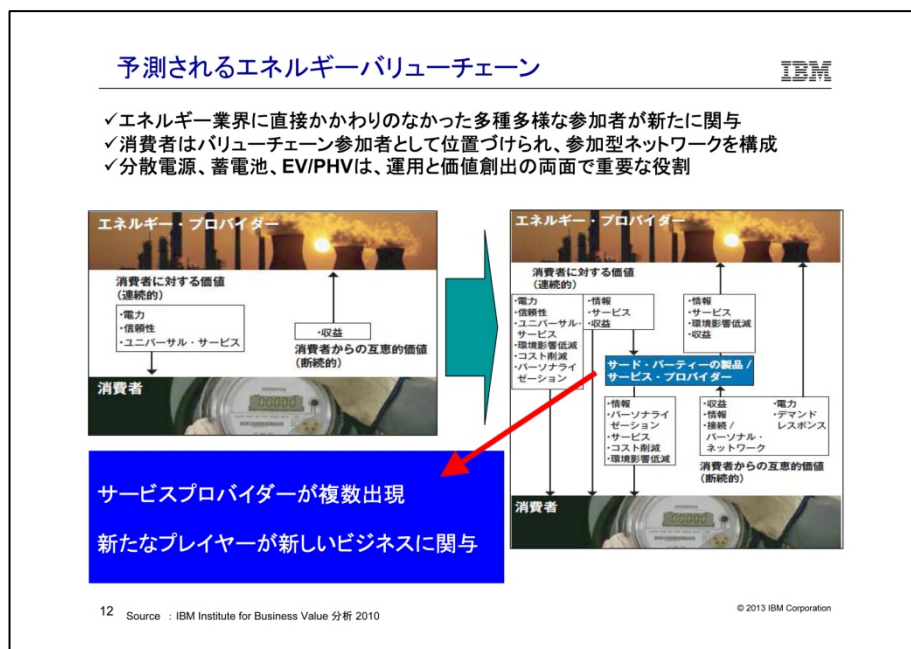 予測されるエネルギーバリューチェーン
IBM
✓エネルギー業界に直接かかわりのなかった多種多様な参加者が新たに関与
✓消費者はバリューチェーン参加者として位置づけられ、参加型ネットワークを構成
✓分散電源、蓄電池、EV/PHVは、運用と価値創出の両面で重要な役割
エネルギー・プロバイダー
消費者に対する価値
(連続的)
・電力
・信頼性
・ユニバーサル・サービス
・収益
消費者からの互恵的価値
(断続的)
消費者
00000
エネルギー・プロバイダー
消費者に対する価値
(連続的)
・電力
・信頼性
・ユニバーサル・
サービス
・環境影響低減
・コスト削減
・パーソナライ
ゼーション
・情報
・サービス
・収益
・情報
・サービス
・環境影響低減
・収益
サード・パーティーの製品/
サービス・プロバイダー
・情報
・パーソナライ
ゼーション
・サービス
・コスト削減
・環境影響低減
・収益
・情報
・接続/
パーソナル・
ネットワーク
・電力
・デマンド
レスポンス
消費者からの互恵的価値
(断続的)
消費者
00000
サービスプロバイダーが複数出現
新たなプレイヤーが新しいビジネスに関与
12
Source : IBM Institute for Business Value 分析 2010
© 2013 IBM Corporation